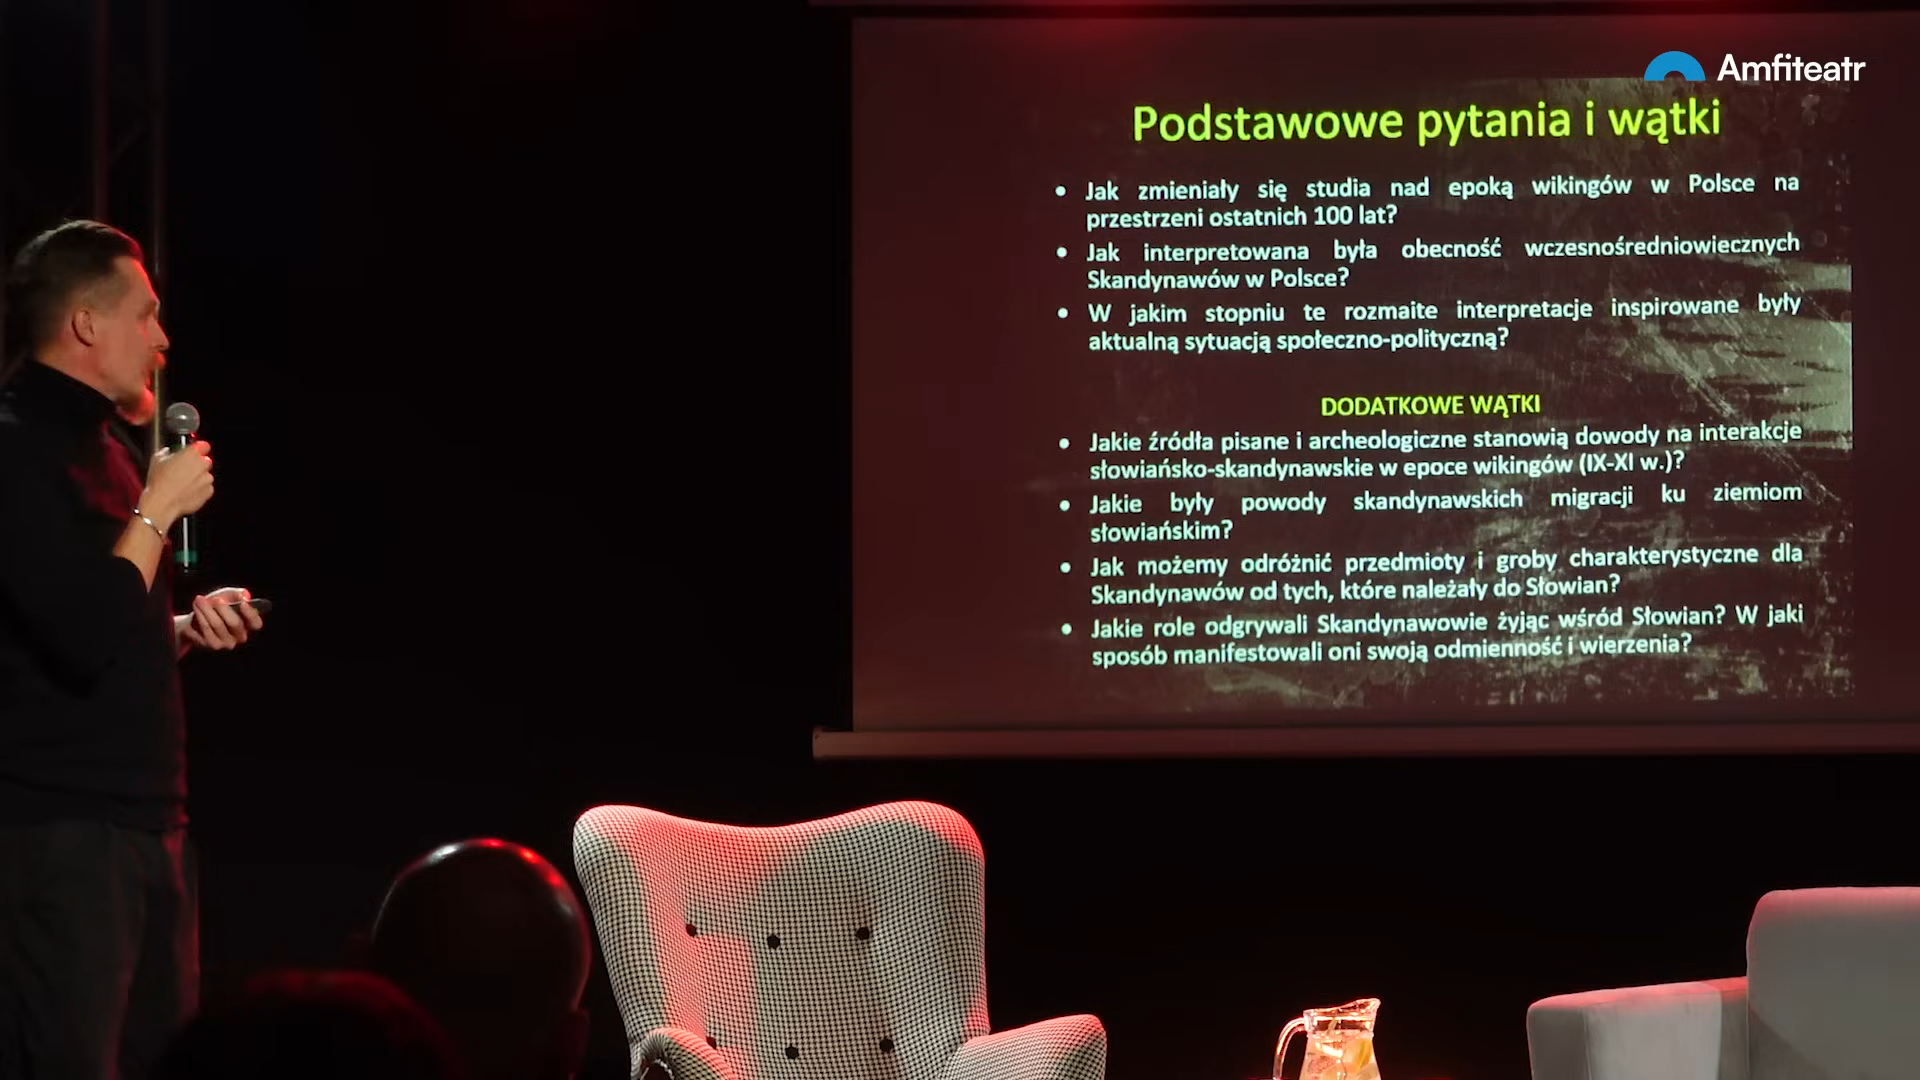 Amfiteatr
Podstawowe pytania i wątki
• Jak zmieniały się studia nad epoką wikingów w Polsce na
przestrzeni ostatnich 100 lat?
• Jak interpretowana była obecność wczesnośredniowiecznych
Skandynawów w Polsce?
• W jakim stopniu te rozmaite interpretacje inspirowane były
aktualną sytuacją społeczno-polityczną?
DODATKOWE WĄTKI
• Jakie źródła pisane i archeologiczne stanowią dowody na interakcje
słowiańsko-skandynawskie w epoce wikingów (IX-XI w.)?
• Jakie były powody skandynawskich migracji ku ziemiom
słowiańskim?
• Jak możemy odróżnić przedmioty i groby charakterystyczne dla
Skandynawów od tych, które należały do Słowian?
• Jakie role odgrywali Skandynawowie żyjąc wśród Słowian? W jaki
sposób manifestowali oni swoją odmienność i wierzenia?